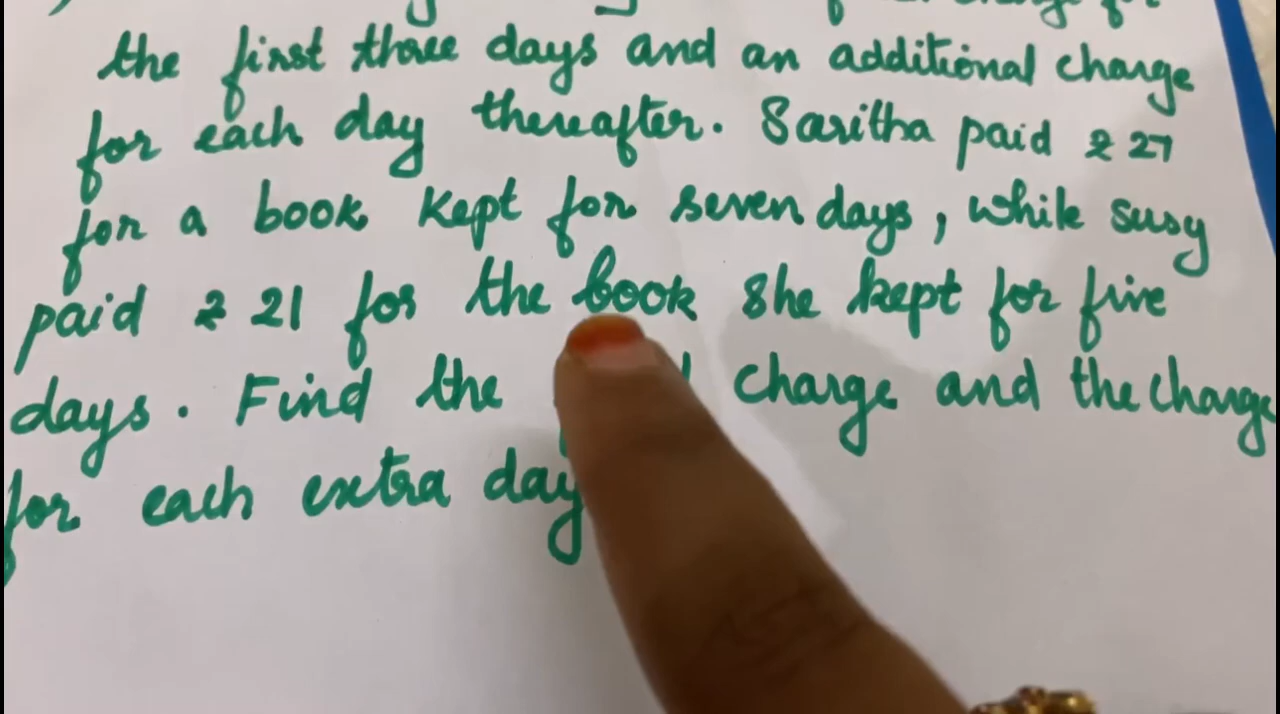 the first three days and an additional charge
for each day thereafter. Saritha paid ₹ 27
for a book kept for seven days, while susy
paid ₹ 21 for the book she kept for five
days. Find the charge and the charge
for each extra day